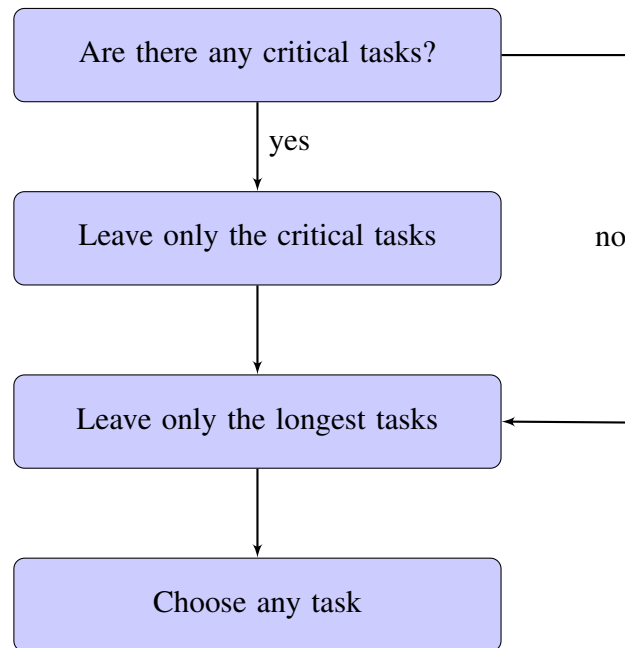 Are there any critical tasks?
yes
Leave only the critical tasks
no
Leave only the longest tasks
Choose any task